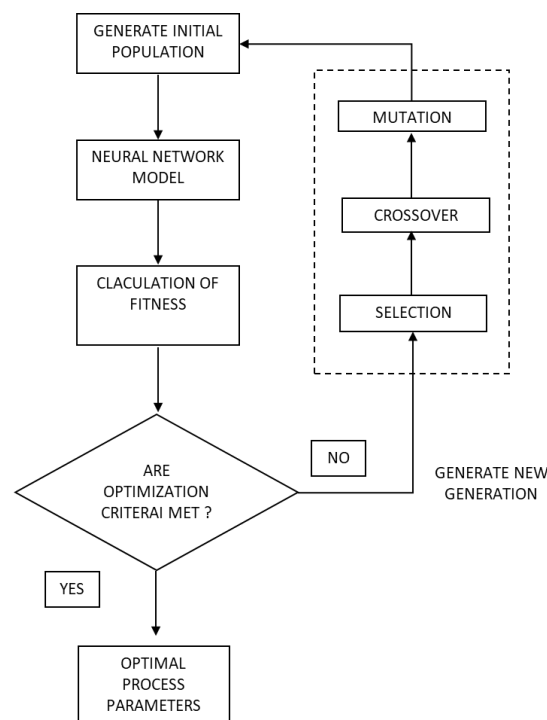 GENERATE INITIAL
POPULATION
NEURAL NETWORK
MODEL
CLACULATION OF
FITNESS
ARE
OPTIMIZATION
CRITERAI MET ?
YES
OPTIMAL
PROCESS
PARAMETERS
NO
MUTATION
CROSSOVER
SELECTION
GENERATE NEW
GENERATION